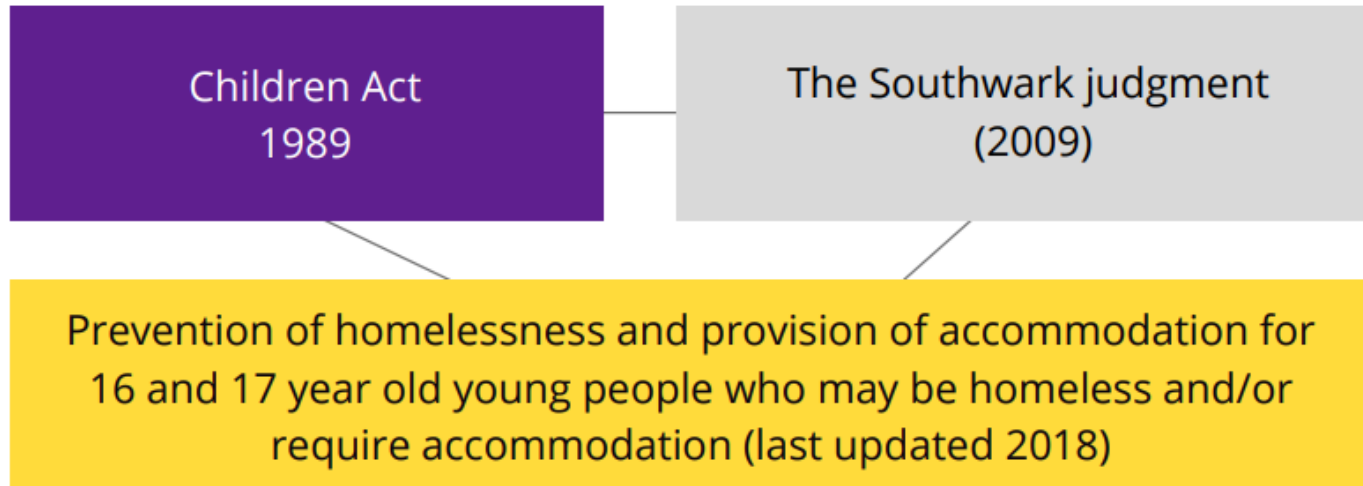 Children Act
1989
The Southwark judgment
(2009)
Prevention of homelessness and provision of accommodation for
16 and 17 year old young people who may be homeless and/or
require accommodation (last updated 2018)